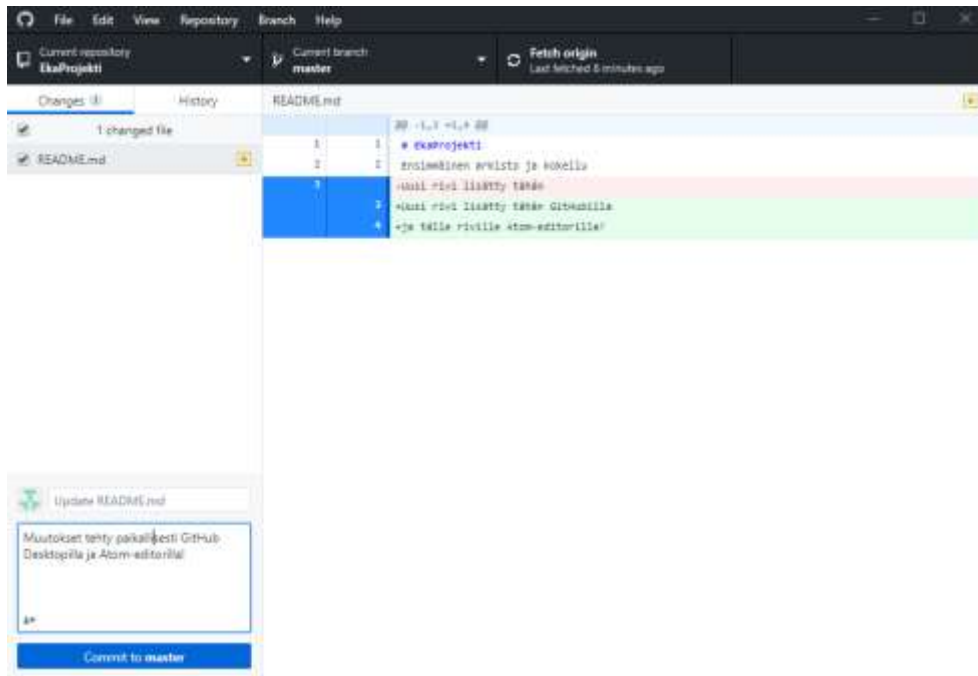 File Edit View Repository Branch Help
Current repository
EkaProjekti
Current branch
master
Fetch origin
Last fetched 6 minutes ago
Changes 1
History
README.md
1 changed file
README.md
@@ -1,3 +1,4 @@
1 1 # EkaProjekti
2 2 Ensimmäinen arkisto ja kokeilu
3 -Uusi rivi lisätty tähän
3 +Uusi rivi lisätty tähän GitHubilla
4 +ja tälle riville Atom-editorilla!
Update README.md
Muutokset tehty paikallisesti GitHub
Desktopilla ja Atom-editorilla!
Commit to master